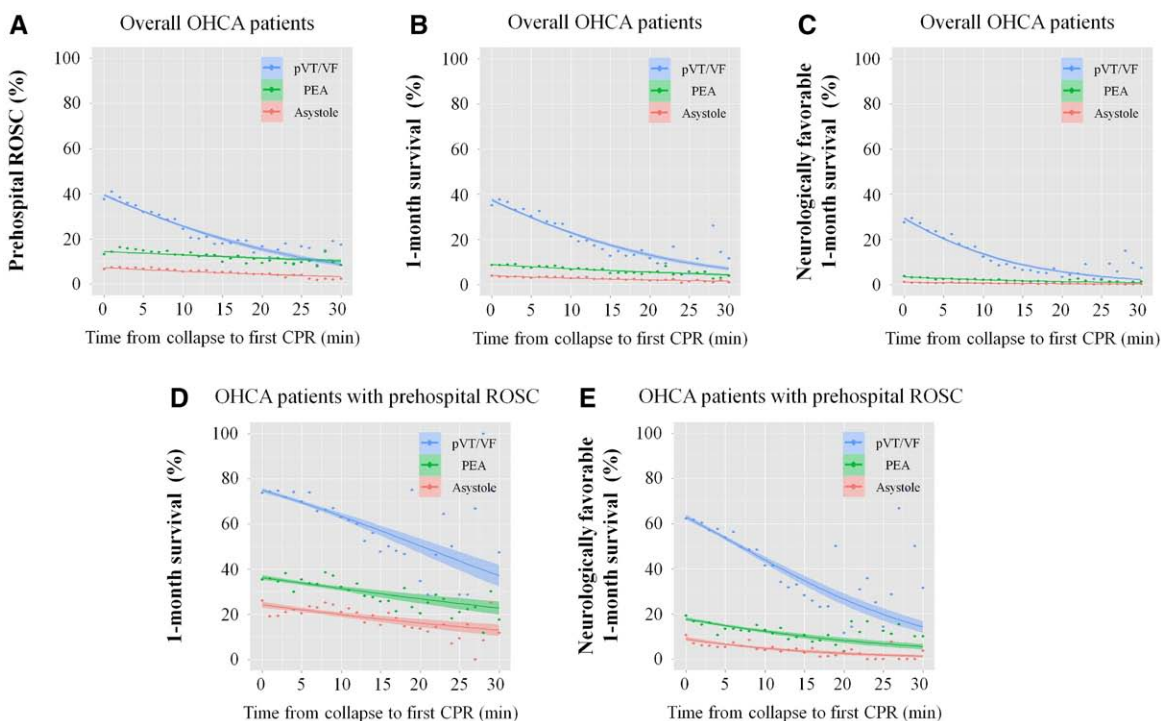 A Overall OHCA patients
Prehospital ROSC (%)
100
80
60
40
20
0
pVT/VF
PEA
Asystole
0 5 10 15 20 25 30
Time from collapse to first CPR (min)
B Overall OHCA patients
1-month survival (%)
100
80
60
40
20
0
pVT/VF
PEA
Asystole
0 5 10 15 20 25 30
Time from collapse to first CPR (min)
C Overall OHCA patients
Neurologically favorable
1-month survival (%)
100
80
60
40
20
0
pVT/VF
PEA
Asystole
0 5 10 15 20 25 30
Time from collapse to first CPR (min)
D OHCA patients with prehospital ROSC
1-month survival (%)
100
80
60
40
20
0
pVT/VF
PEA
Asystole
0 5 10 15 20 25 30
Time from collapse to first CPR (min)
E OHCA patients with prehospital ROSC
Neurologically favorable
1-month survival (%)
100
80
60
40
20
0
pVT/VF
PEA
Asystole
0 5 10 15 20 25 30
Time from collapse to first CPR (min)